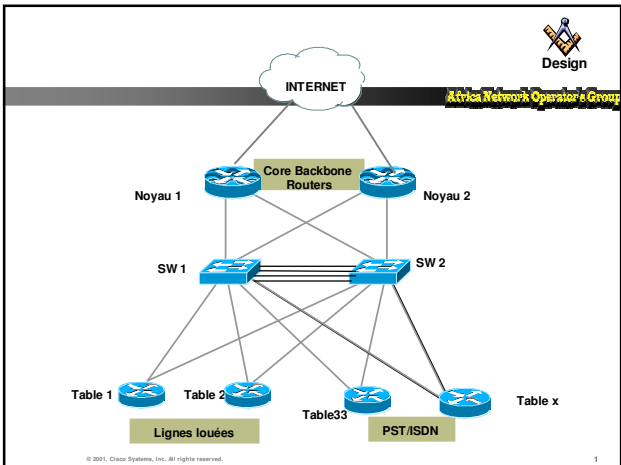 Design
INTERNET
Africa Network Operator's Group
Core Backbone
Routers
Noyau 1
Noyau 2
SW 1
SW 2
Table 1
Table 2
Table33
Table x
Lignes louées
PST/ISDN
© 2001, Cisco Systems, Inc. All rights reserved.
1